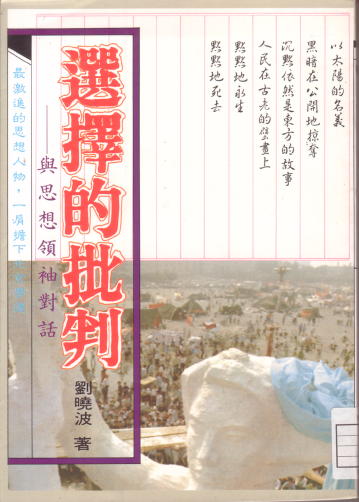 以太陽的名義
黑暗在公開地掠奪
沉默依然是東方的故事
人民在古老的壁畫上
默默地永生
默默地死去
選擇的批判
——與思想領袖對話
劉曉波 著
最激進的思想人物，一肩擔下